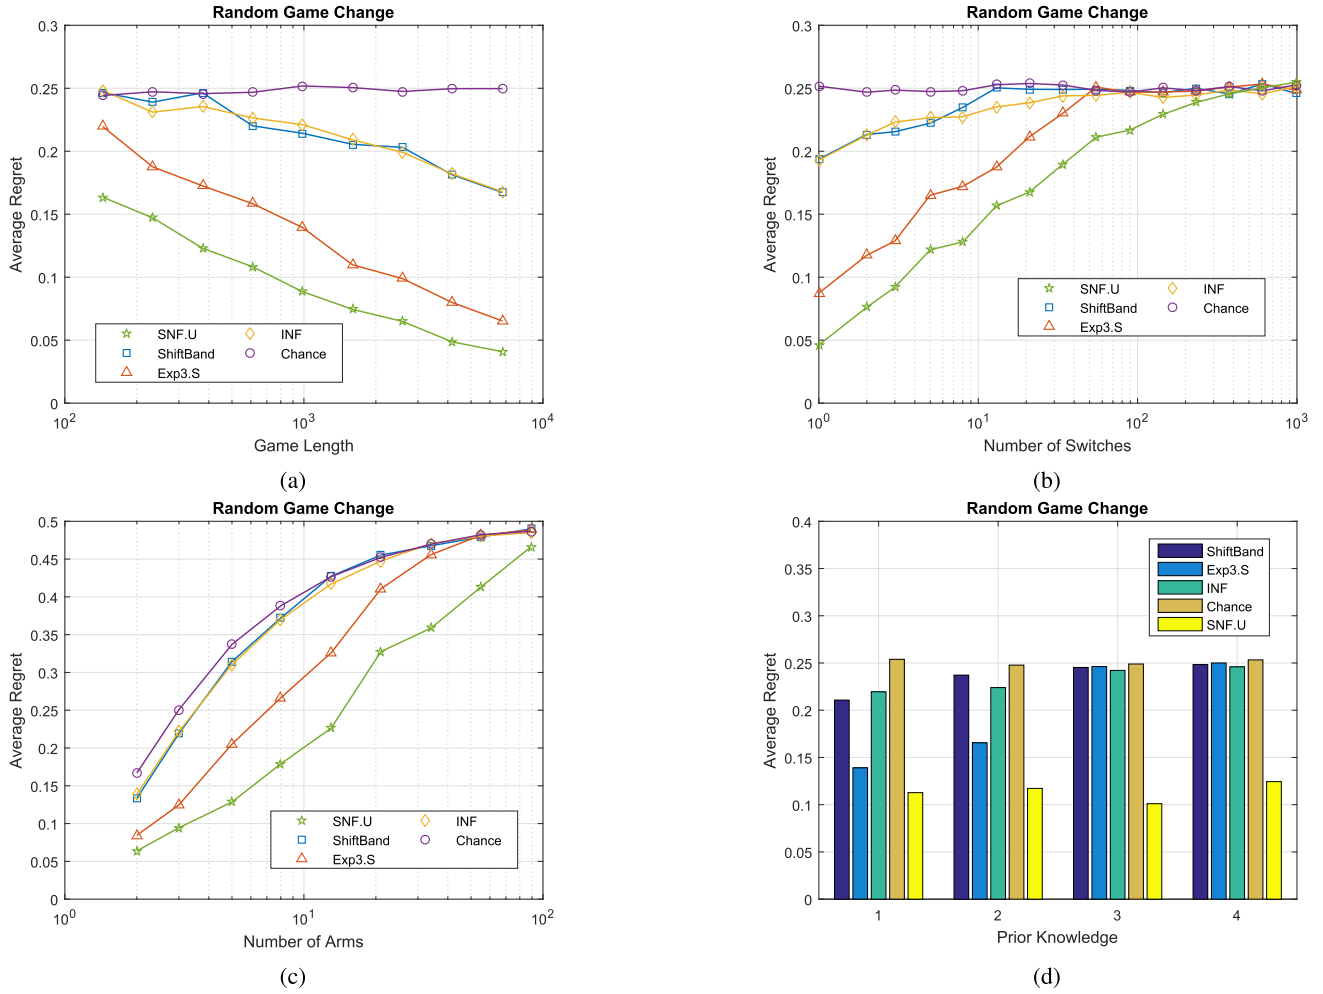 Random Game Change
0.3
0.25
0.2
0.15
0.1
0.05
0
Average Regret
SNF.U
INF
ShiftBand
Chance
Exp3.S
10^2
10^3
10^4
Game Length
(a)
Random Game Change
0.3
0.25
0.2
0.15
0.1
0.05
0
Average Regret
SNF.U
INF
ShiftBand
Chance
Exp3.S
10^0
10^1
10^2
10^3
Number of Switches
(b)
Random Game Change
0.5
0.45
0.4
0.35
0.3
0.25
0.2
0.15
0.1
0.05
0
Average Regret
SNF.U
INF
ShiftBand
Chance
Exp3.S
10^0
10^1
10^2
Number of Arms
(c)
Random Game Change
0.4
0.35
0.3
0.25
0.2
0.15
0.1
0.05
0
Average Regret
ShiftBand
Exp3.S
INF
Chance
SNF.U
1
2
3
4
Prior Knowledge
(d)